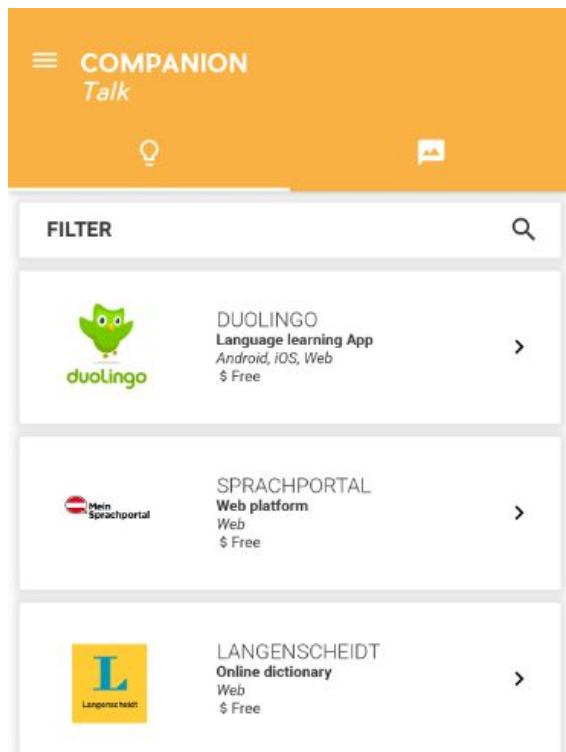 COMPANION
Talk
FILTER
duolingo
DUOLINGO
Language learning App
Android, iOS, Web
$ Free
Mein
Sprachportal
SPRACHPORTAL
Web platform
Web
$ Free
L
Langenscheidt
LANGENSCHEIDT
Online dictionary
Web
$ Free